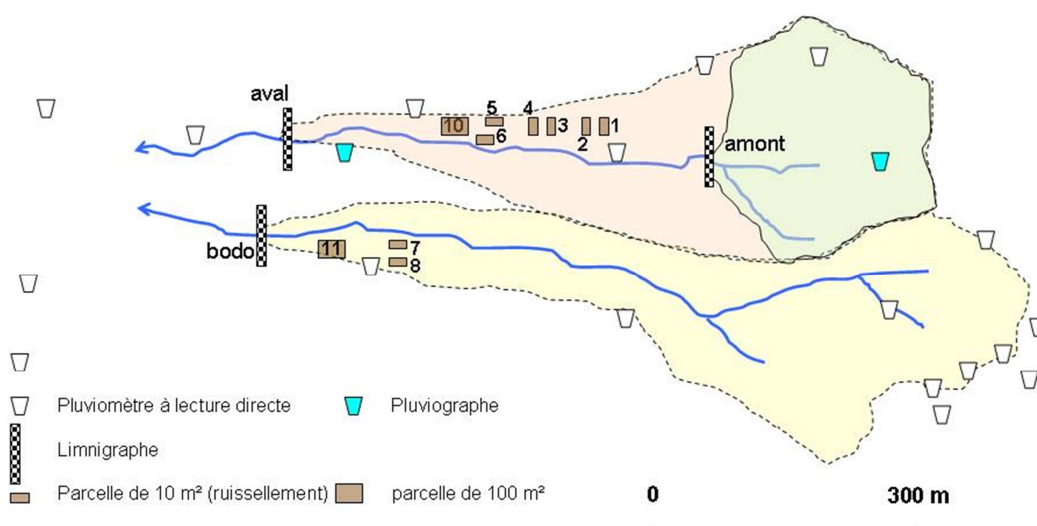 aval
5
4
10
3
1
6
2
amont
bodo
11
7
8
Pluviomètre à lecture directe
Pluviographe
Limnigraphe
Parcelle de 10 m² (ruissellement)
parcelle de 100 m²
0
300 m